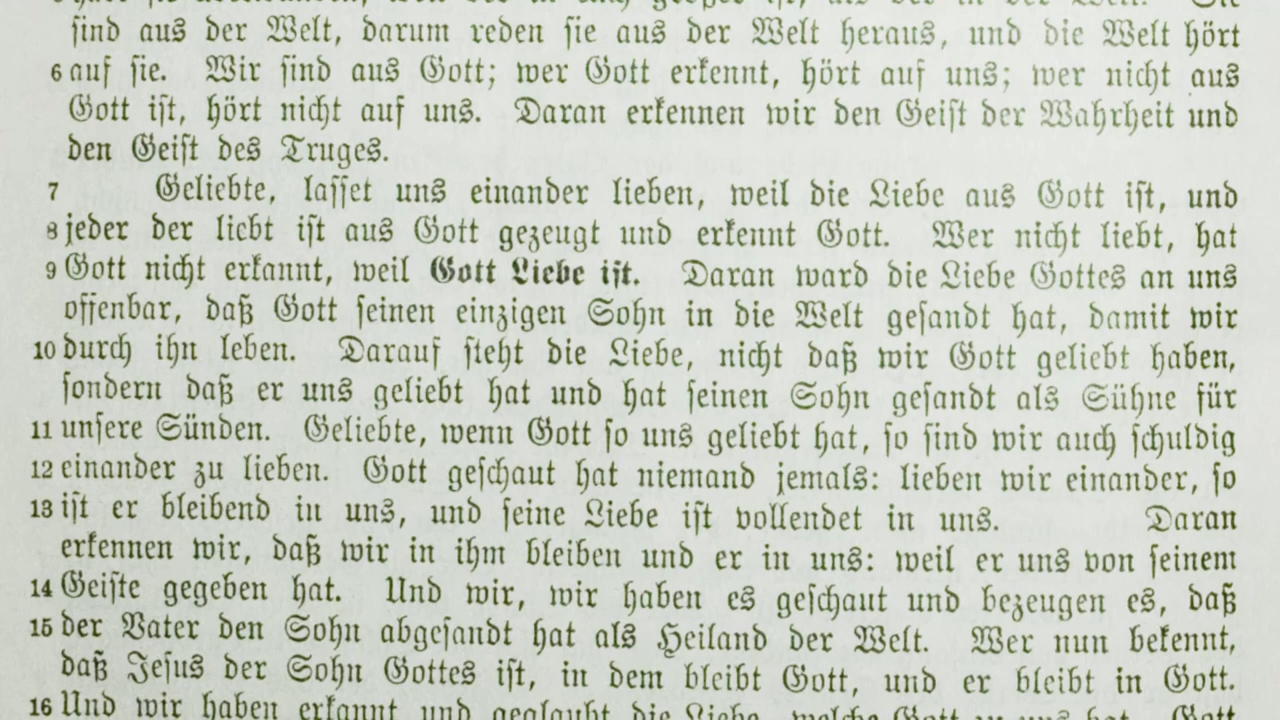 sind aus der Welt, darum reden sie aus der Welt heraus, und die Welt hört
6 auf sie. Wir sind aus Gott; wer Gott erkennt, hört auf uns; wer nicht aus
Gott ist, hört nicht auf uns. Daran erkennen wir den Geist der Wahrheit und
den Geist des Truges.
7 Geliebte, lasset uns einander lieben, weil die Liebe aus Gott ist, und
8 jeder der liebt ist aus Gott gezeugt und erkennt Gott. Wer nicht liebt, hat
9 Gott nicht erkannt, weil Gott Liebe ist. Daran ward die Liebe Gottes an uns
offenbar, daß Gott seinen einzigen Sohn in die Welt gesandt hat, damit wir
10 durch ihn leben. Darauf steht die Liebe, nicht daß wir Gott geliebt haben,
sondern daß er uns geliebt hat und hat seinen Sohn gesandt als Sühne für
11 unsere Sünden. Geliebte, wenn Gott so uns geliebt hat, so sind wir auch schuldig
12 einander zu lieben. Gott geschaut hat niemand jemals: lieben wir einander, so
13 ist er bleibend in uns, und seine Liebe ist vollendet in uns. Daran
erkennen wir, daß wir in ihm bleiben und er in uns: weil er uns von seinem
14 Geiste gegeben hat. Und wir, wir haben es geschaut und bezeugen es, daß
15 der Vater den Sohn abgesandt hat als Heiland der Welt. Wer nun bekennt,
daß Jesus der Sohn Gottes ist, in dem bleibt Gott, und er bleibt in Gott.
16 Und wir haben erkannt und geglaubt die Liebe, welche Gott zu uns hat. Gott